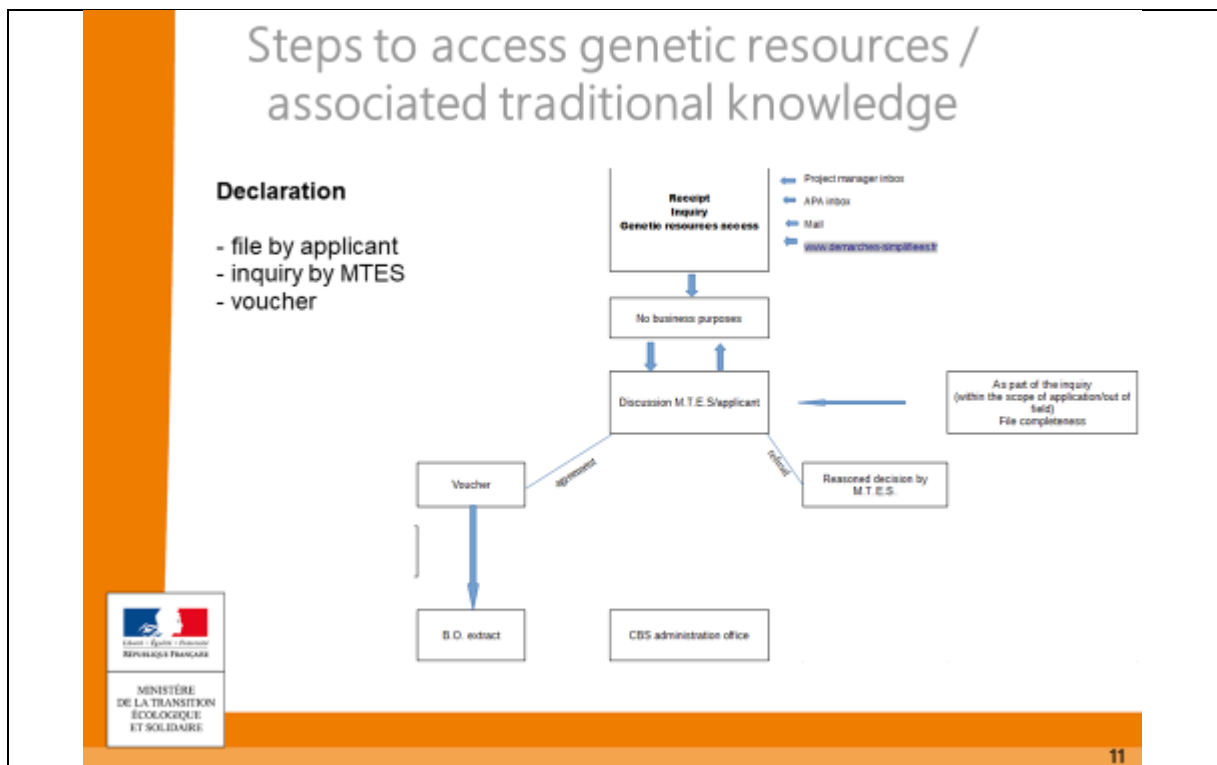 Steps to access genetic resources /
associated traditional knowledge
Declaration
- file by applicant
- inquiry by MTES
- voucher
Receipt
Inquiry
Genetic resources access
Project manager inbox
APA inbox
Mail
www.demarches-simplifiees.fr
No business purposes
Discussion M.T.E.S/applicant
As part of the inquiry
(within the scope of application/out of
field)
File completeness
agreement
refusal
Voucher
Reasoned decision by
M.T.E.S.
B.O. extract
CBS administration office
Liberté • Égalité • Fraternité
RÉPUBLIQUE FRANÇAISE
MINISTÈRE
DE LA TRANSITION
ÉCOLOGIQUE
ET SOLIDAIRE
11